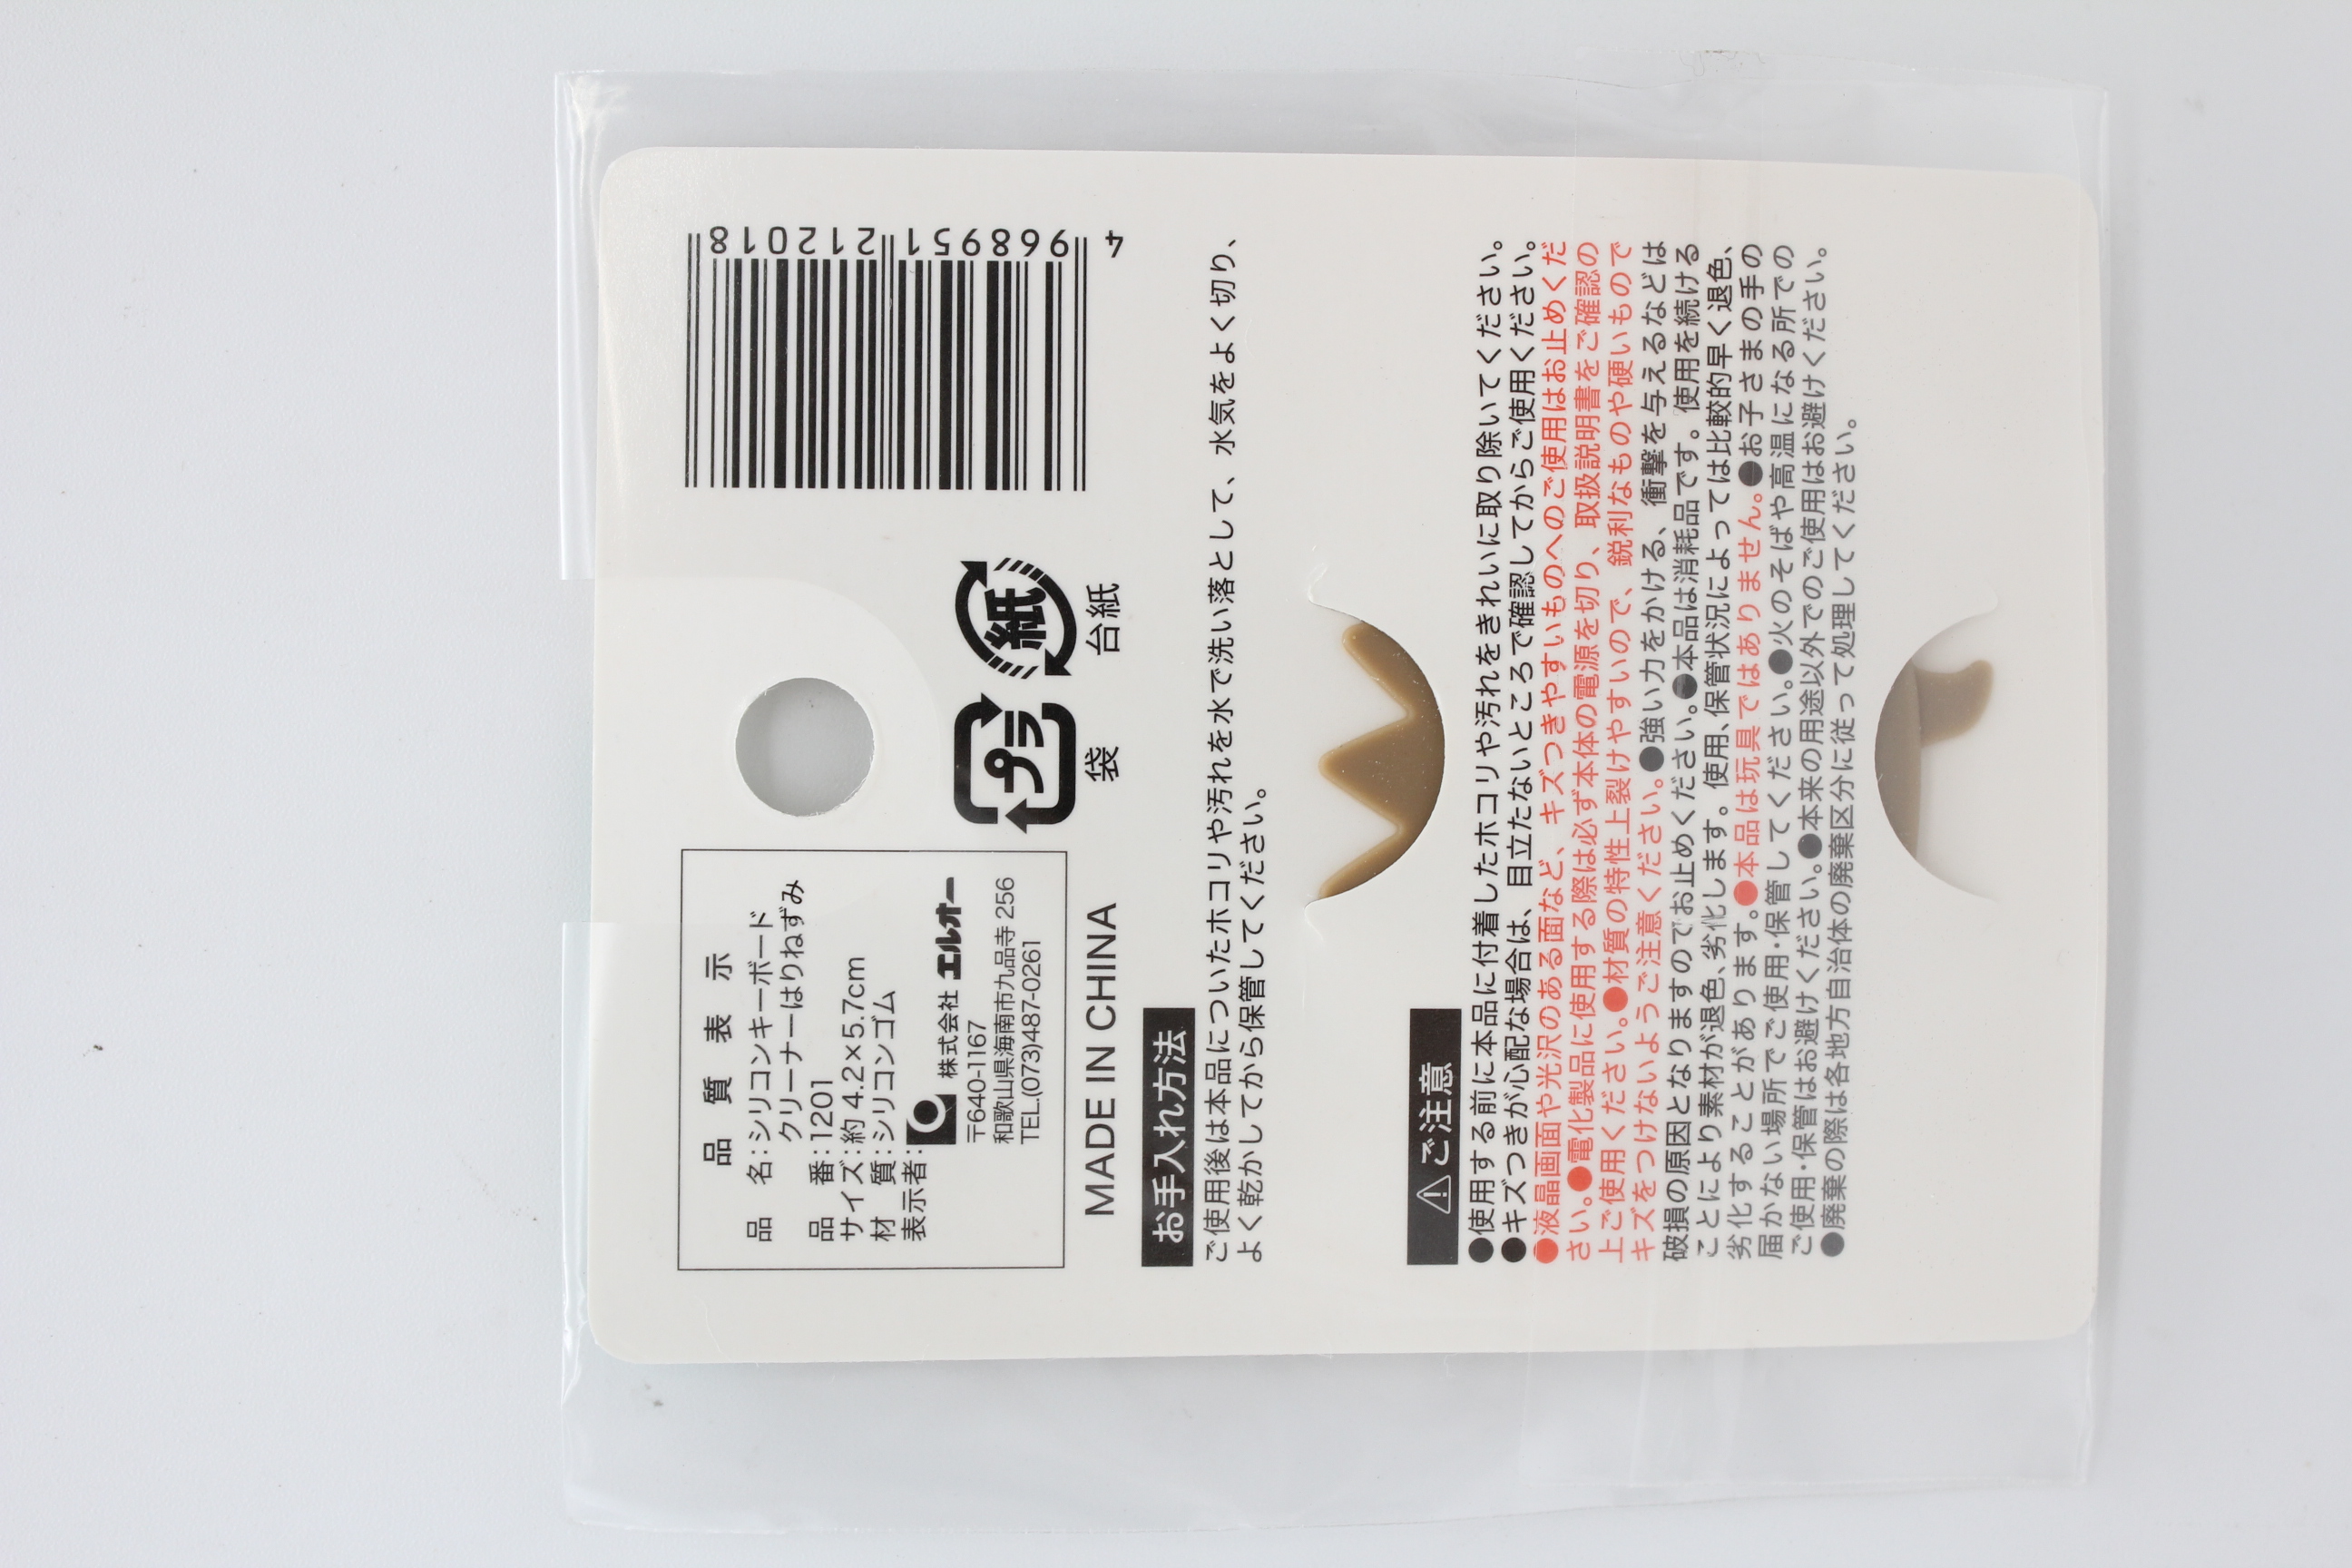 品質表示
品　名：シリコンキーボード
クリーナーはりねずみ
品　番：1201
サイズ：約4.2×5.7cm
材　質：シリコンゴム
表示者：
株式会社 エルオー
〒640-1167
和歌山県海南市九品寺256
TEL.(073)487-0261
プラ
袋
紙
台紙
4 968951 212018
MADE IN CHINA
お手入れ方法
ご使用後は本品についたホコリや汚れを水で洗い落として、水気をよく切り、
よく乾かしてから保管してください。
⚠ご注意
●使用する前に本品に付着したホコリや汚れをきれいに取り除いてください。
●キズつきが心配な場合は、目立たないところで確認してからご使用ください。
●液晶画面や光沢のある面など、キズつきやすいものへのご使用はお止めくだ
さい。●電化製品に使用する際は必ず本体の電源を切り、取扱説明書をご確認の
上ご使用ください。●材質の特性上裂けやすいので、鋭利なものや硬いもので
キズをつけないようご注意ください。●強い力をかける、衝撃を与えるなどは
破損の原因となりますのでお止めください。●本品は消耗品です。使用を続ける
ことにより素材が退色、劣化します。使用、保管状況によっては比較的早く退色、
劣化することがあります。●本品は玩具ではありません。●お子さまの手の
届かない場所でご使用・保管してください。●火のそばや高温になる所での
ご使用・保管はお避けください。●本来の用途以外でのご使用はお避けください。
●廃棄の際は各地方自治体の廃棄区分に従って処理してください。